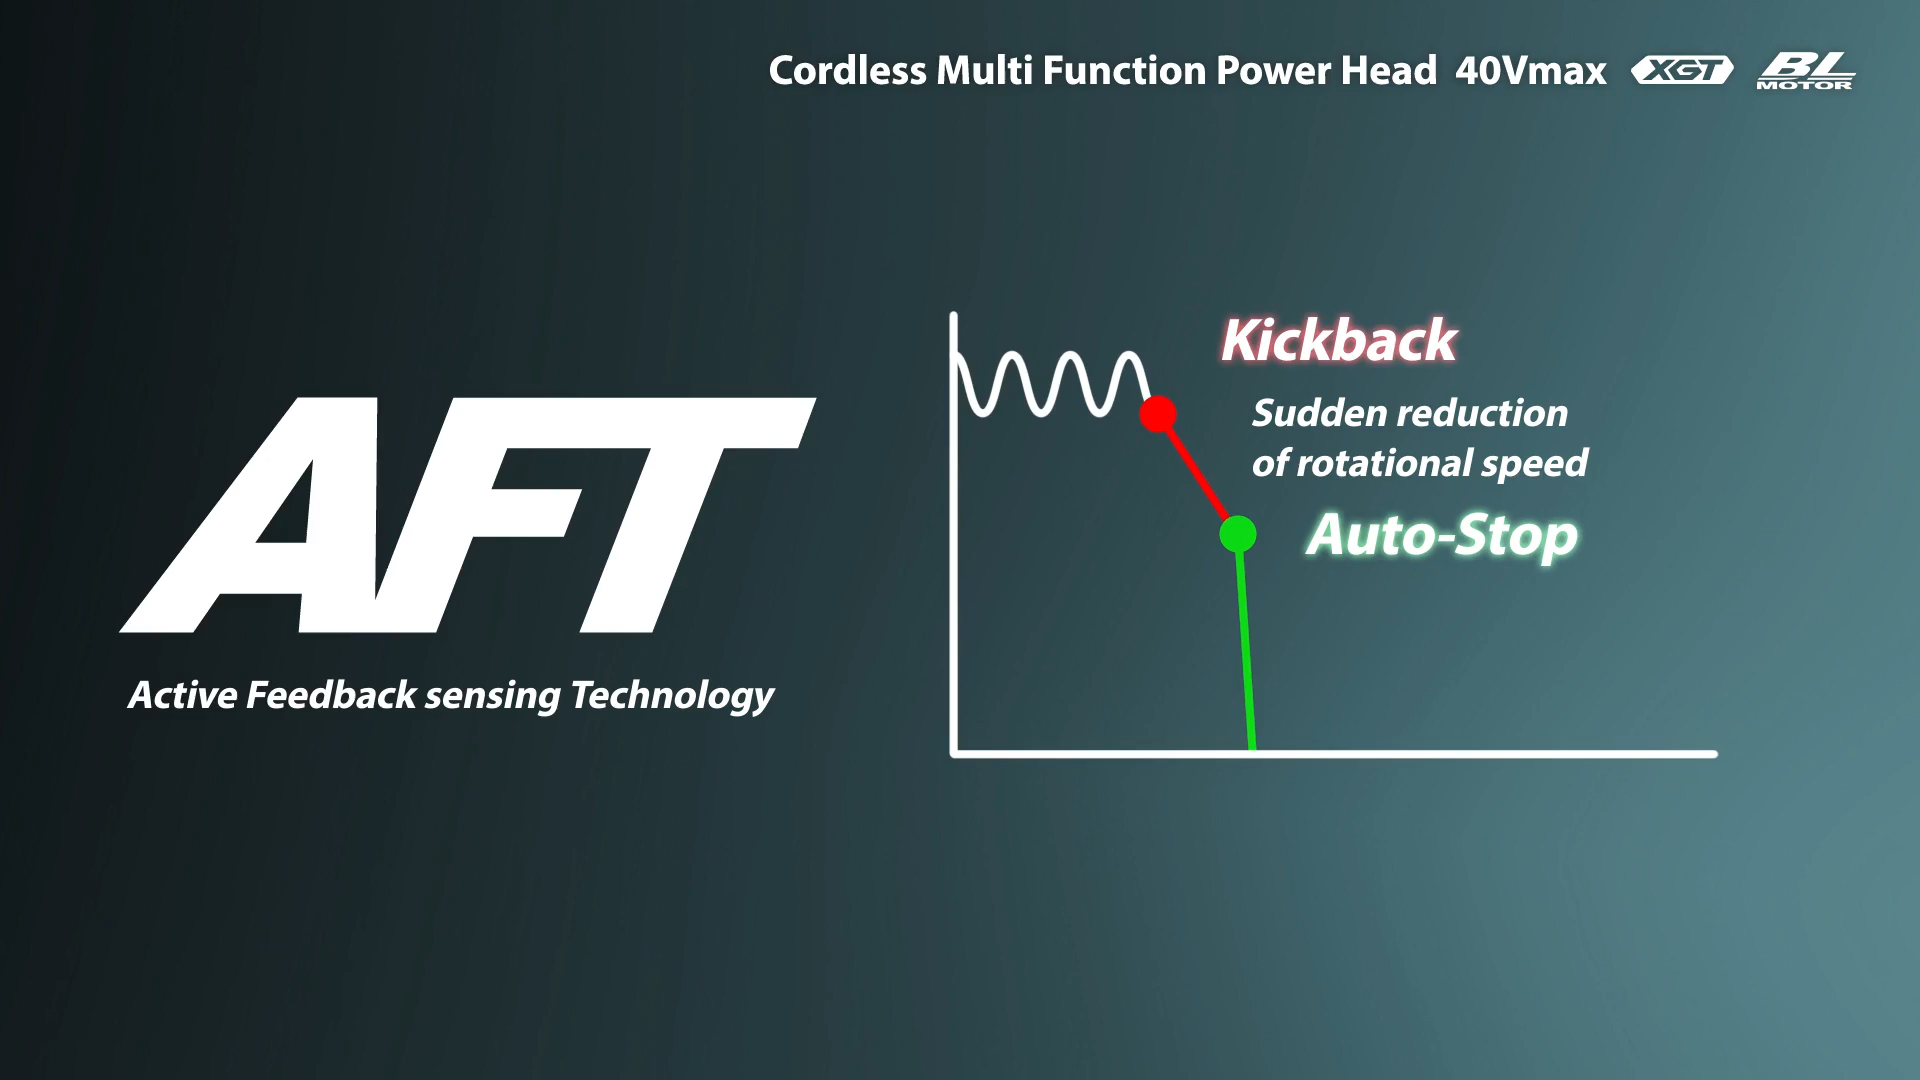 Cordless Multi Function Power Head 40Vmax XGT BL MOTOR
AFT
Active Feedback sensing Technology
Kickback
Sudden reduction
of rotational speed
Auto-Stop